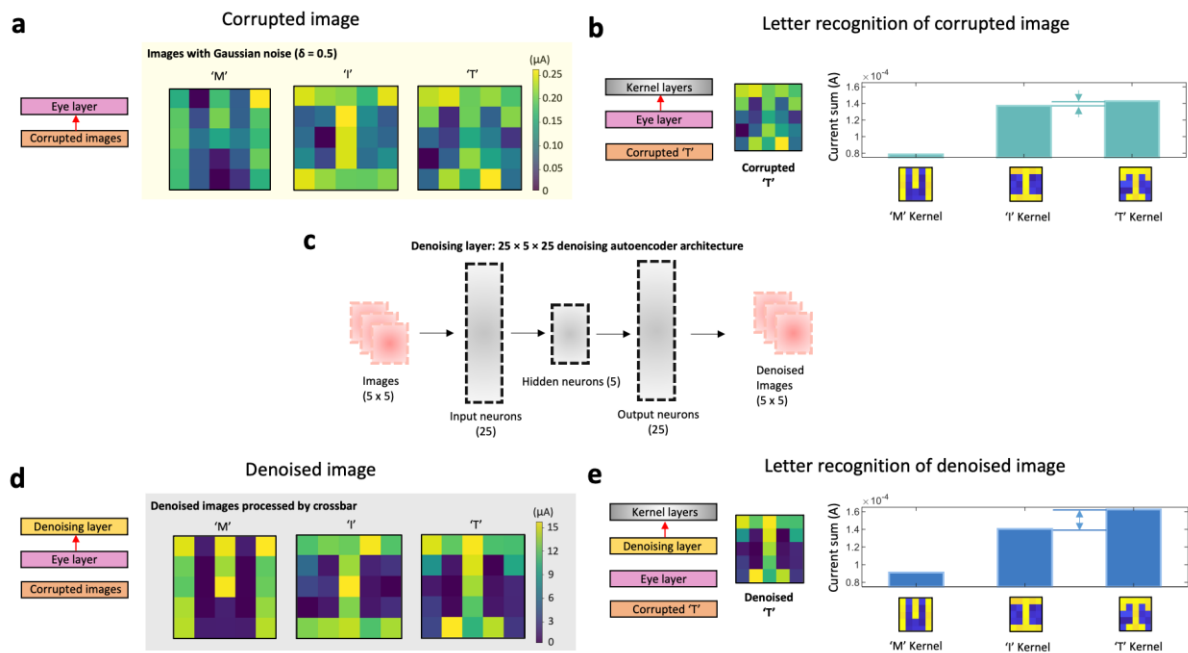 a
Corrupted image
Images with Gaussian noise (δ = 0.5)
(μA)
‘M’
‘I’
‘T’
0.25
0.20
0.15
0.10
0.05
0
Eye layer
Corrupted images
b
Letter recognition of corrupted image
Kernel layers
Eye layer
Corrupted ‘T’
Corrupted
‘T’
×10⁻⁴
Current sum (A)
1.6
1.4
1.2
1
0.8
‘M’ Kernel
‘I’ Kernel
‘T’ Kernel
c
Denoising layer: 25 × 5 × 25 denoising autoencoder architecture
Images
(5 x 5)
Input neurons
(25)
Hidden neurons (5)
Output neurons
(25)
Denoised
Images
(5 x 5)
d
Denoised image
Denoised images processed by crossbar
(μA)
‘M’
‘I’
‘T’
15
12
9
6
3
0
Denoising layer
Eye layer
Corrupted images
e
Letter recognition of denoised image
Kernel layers
Denoising layer
Eye layer
Corrupted ‘T’
Denoised
‘T’
×10⁻⁴
Current sum (A)
1.6
1.4
1.2
1
0.8
‘M’ Kernel
‘I’ Kernel
‘T’ Kernel